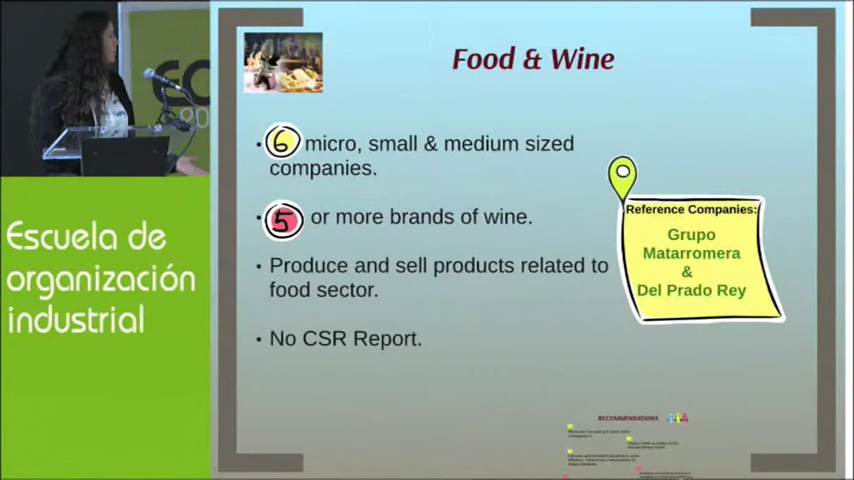 Food & Wine
6 micro, small & medium sized
companies.
5 or more brands of wine.
Produce and sell products related to
food sector.
No CSR Report.
Reference Companies:
Grupo
Matarromera
&
Del Prado Rey
Escuela de
organización
industrial
RECOMMENDATIONS